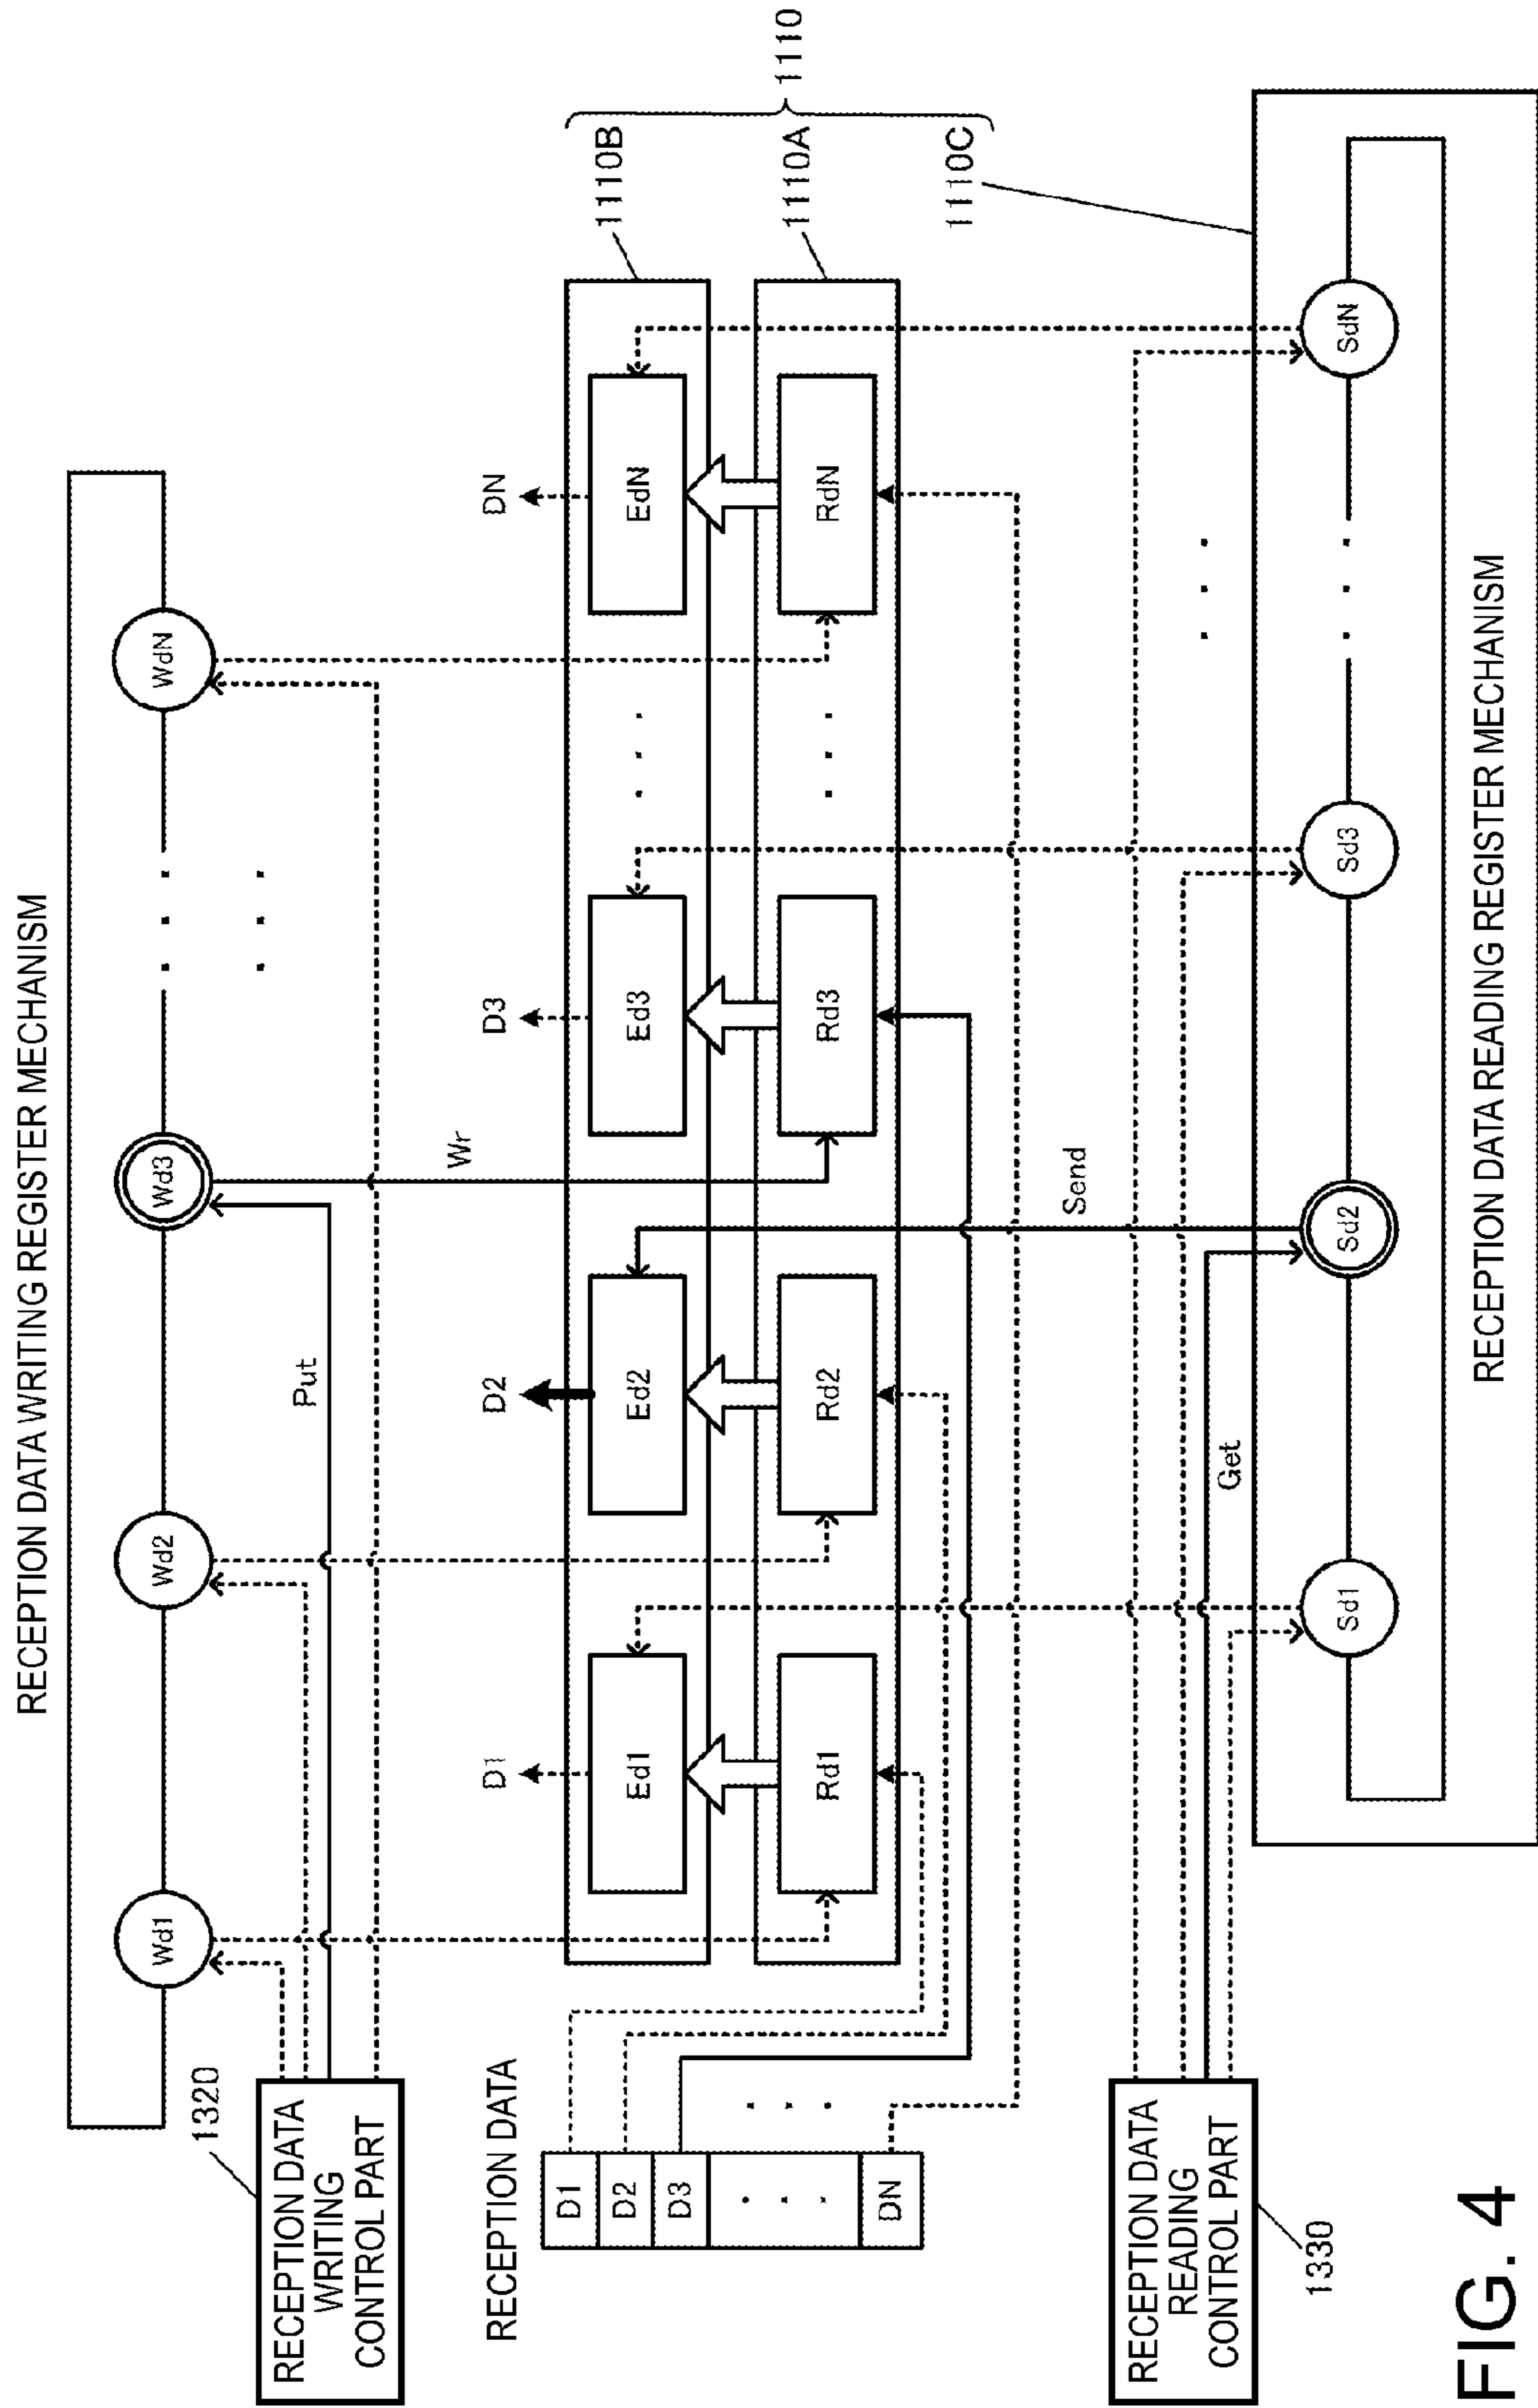 RECEPTION DATA WRITING REGISTER MECHANISM
Wd1
Wd2
Wd3
WdN
. . .
. . .
1320
RECEPTION DATA
WRITING
CONTROL PART
Put
Wr
D1
D2
D3
DN
1110B
1110A
1110C
1110
Ed1
Ed2
Ed3
. . .
EdN
Rd1
Rd2
Rd3
. . .
RdN
RECEPTION DATA
D1
D2
D3
. . .
DN
. . .
RECEPTION DATA
READING
CONTROL PART
1330
Get
Send
. . .
Sd1
Sd2
Sd3
. . .
SdN
RECEPTION DATA READING REGISTER MECHANISM
FIG. 4